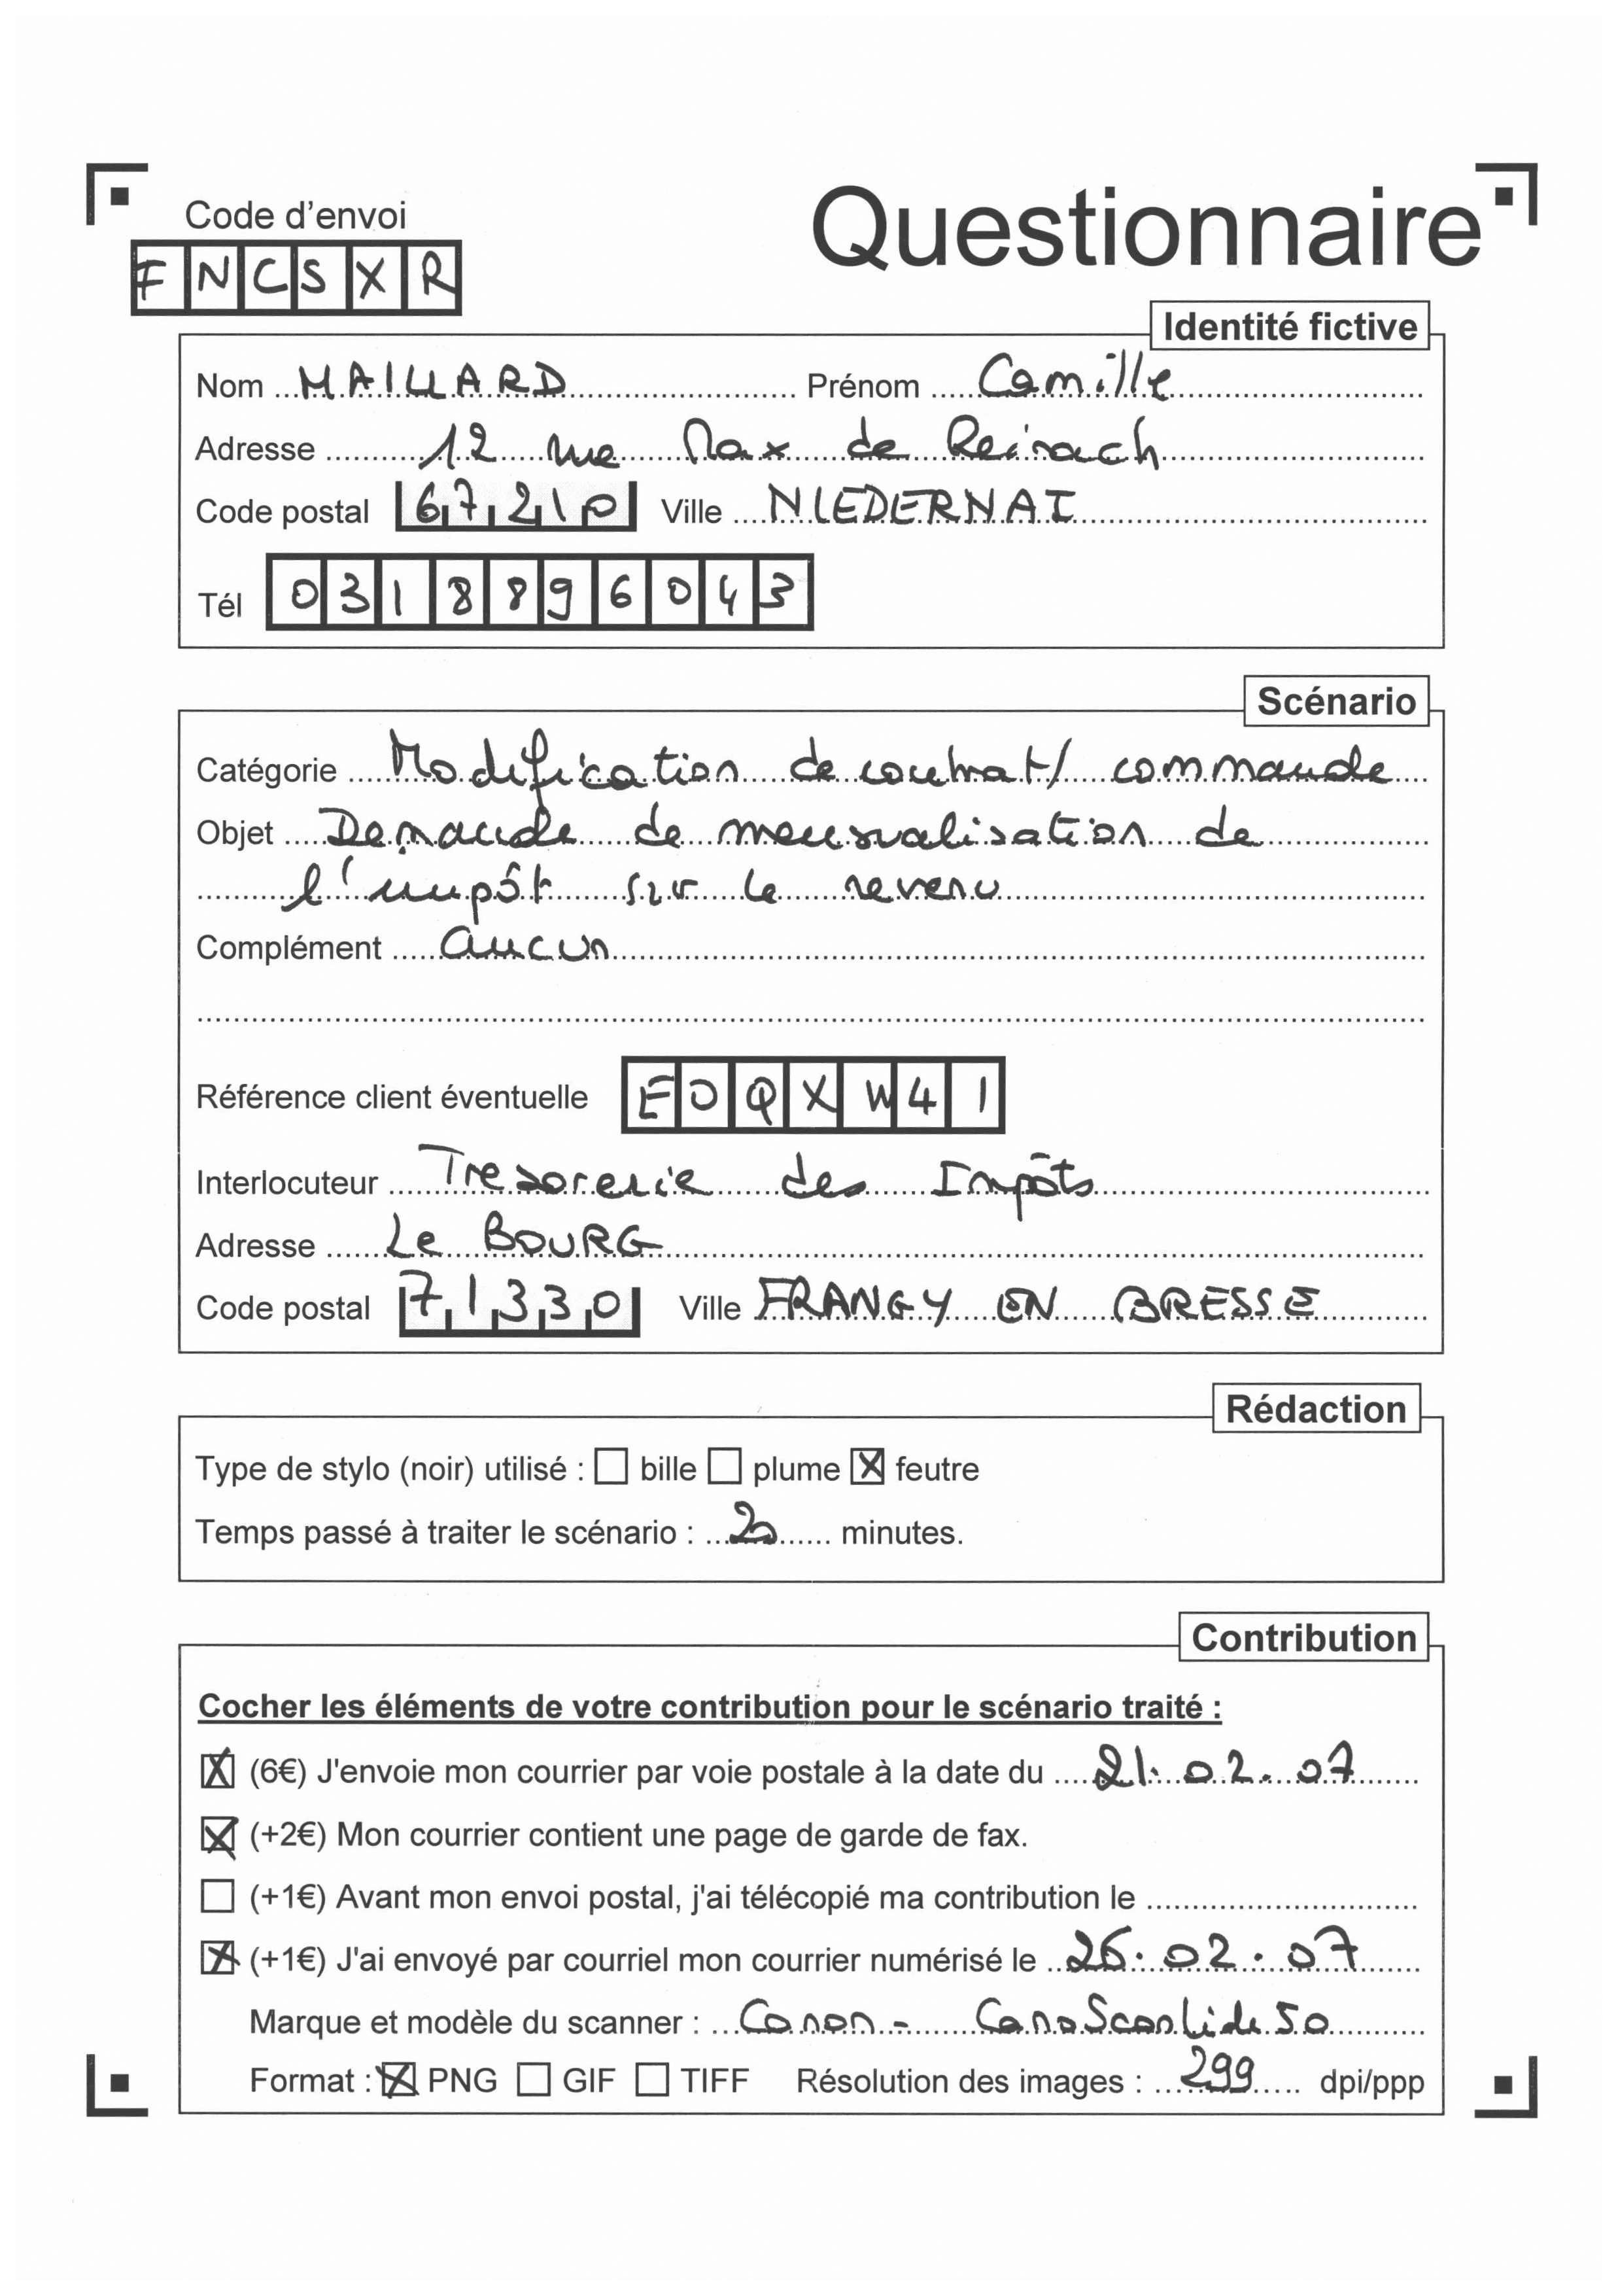 Code d'envoi
Questionnaire
FNCSXR
Identité fictive
Nom MAILLARD Prénom Camille
Adresse 12 rue Max de Reinach
Code postal 67210 Ville NIEDERNAI
Tél 0318896043
Scénario
Catégorie Modification de contrat/ commande
Objet Demande de mensualisation de
l'impôt sur le revenu
Complément aucun
Référence client éventuelle EOQXW41
Interlocuteur Tresorerie des Impôts
Adresse Le BOURG
Code postal 71330 Ville FRANGY EN BRESSE
Rédaction
Type de stylo (noir) utilisé : bille plume feutre
Temps passé à traiter le scénario : 20 minutes.
Contribution
Cocher les éléments de votre contribution pour le scénario traité :
(6€) J'envoie mon courrier par voie postale à la date du 21.02.07
(+2€) Mon courrier contient une page de garde de fax.
(+1€) Avant mon envoi postal, j'ai télécopié ma contribution le
(+1€) J'ai envoyé par courriel mon courrier numérisé le 26.02.07
Marque et modèle du scanner : Canon - CanoScanLide 50
Format : PNG GIF TIFF Résolution des images : 299 dpi/ppp